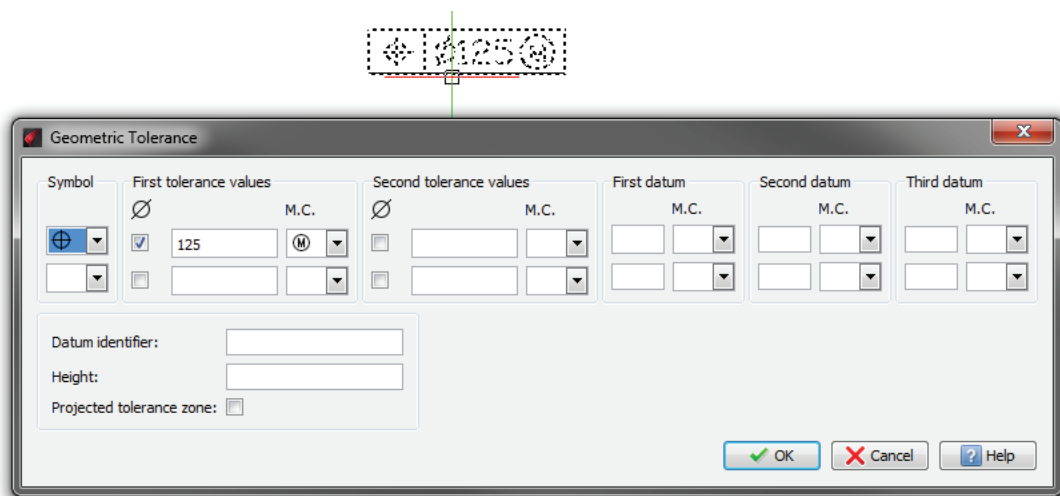 ⌖ Ø125 Ⓜ
Geometric Tolerance
Symbol First tolerance values Second tolerance values First datum Second datum Third datum
Ø M.C. Ø M.C. M.C. M.C. M.C.
⌖ 125 Ⓜ
Datum identifier:
Height:
Projected tolerance zone:
OK Cancel Help